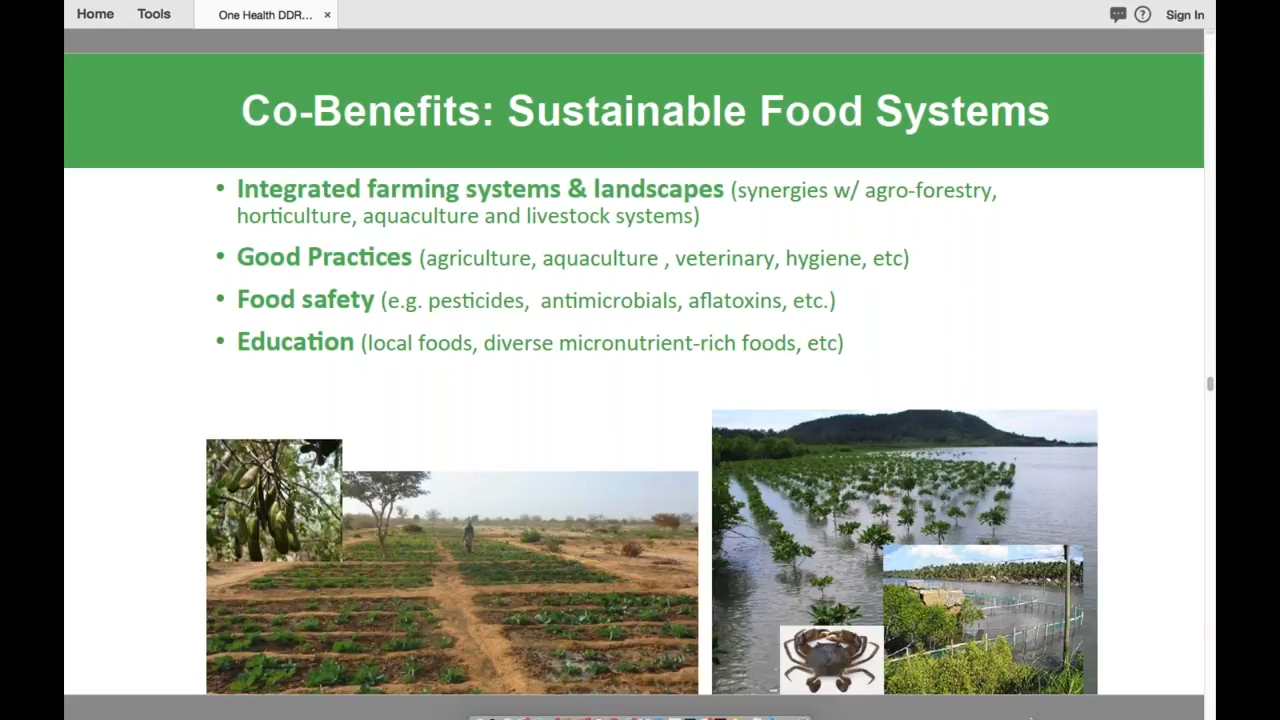 Home Tools One Health DDR... × ? Sign In
Co-Benefits: Sustainable Food Systems
• Integrated farming systems & landscapes (synergies w/ agro-forestry,
horticulture, aquaculture and livestock systems)
• Good Practices (agriculture, aquaculture , veterinary, hygiene, etc)
• Food safety (e.g. pesticides, antimicrobials, aflatoxins, etc.)
• Education (local foods, diverse micronutrient-rich foods, etc)